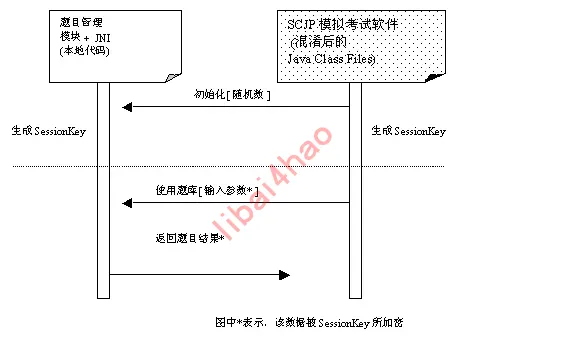 题目管理
模块 + JNI
(本地代码)
SCJP 模拟考试软件
(混淆后的
Java Class Files)
初始化[ 随机数 ]
生成 SessionKey
生成 SessionKey
使用题库[ 输入参数* ]
返回题目结果*
图中*表示，该数据被 SessionKey 所加密
libai4hao